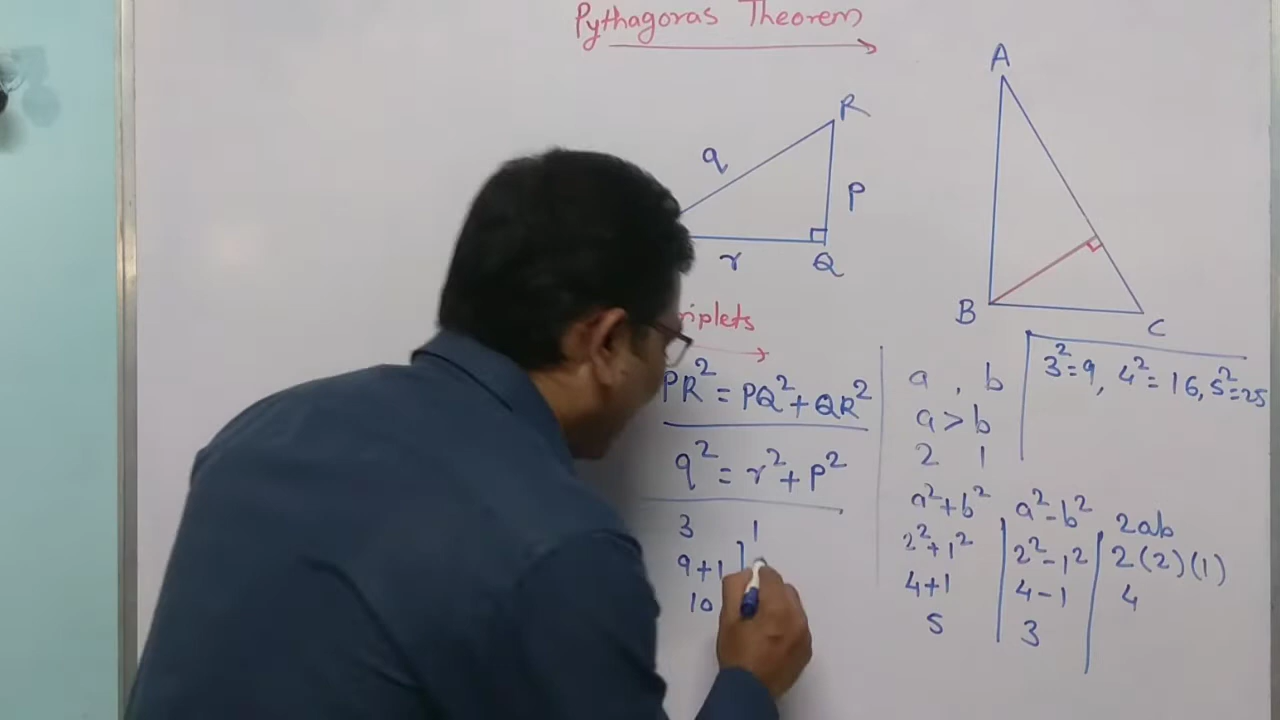 Pythagoras Theorem
R
q
P
r
Q
A
B
C
PR² = PQ² + QR²
q² = r² + p²
3 1
9+1
10
a , b
a > b
2 1
a²+b² a²-b² 2ab
2²+1² 2²-1² 2(2)(1)
4+1 4-1 4
5 3
3²=9, 4²=16, 5²=25